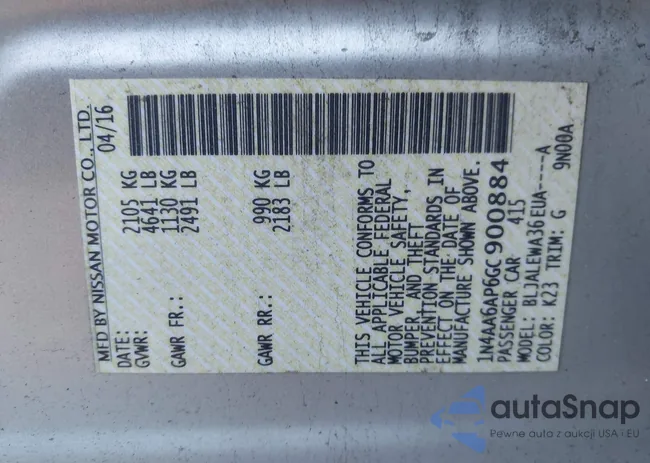 MFD BY NISSAN MOTOR CO., LTD.
DATE: 04/16
GVWR: 2105 KG
4641 LB
GAWR FR.: 1130 KG
2491 LB
GAWR RR.: 990 KG
2183 LB
THIS VEHICLE CONFORMS TO
ALL APPLICABLE FEDERAL
MOTOR VEHICLE SAFETY,
BUMPER, AND THEFT
PREVENTION STANDARDS IN
EFFECT ON THE DATE OF
MANUFACTURE SHOWN ABOVE.
1N4AA6AP6GC900884
PASSENGER CAR 415
MODEL: BLJALEWA36EUA----A
COLOR: K23 TRIM: G 9N00A
autaSnap
Pewne auta z aukcji USA i EU